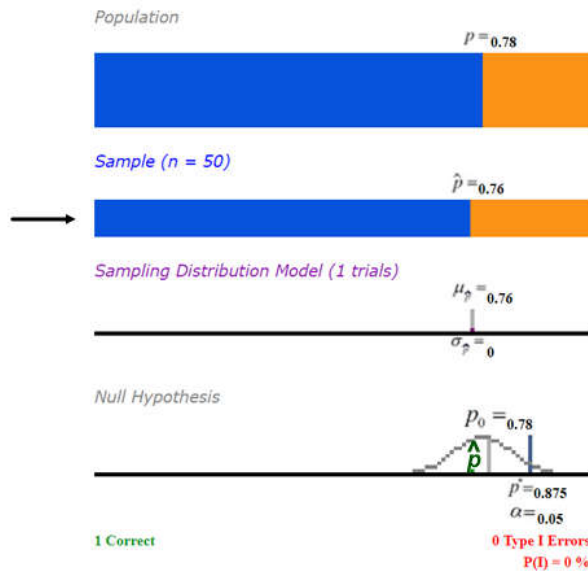 Population
p = 0.78
Sample (n = 50)
p̂ = 0.76
Sampling Distribution Model (1 trials)
μp̂ = 0.76
σp̂ = 0
Null Hypothesis
p₀ = 0.78
p̂
p* = 0.875
α = 0.05
1 Correct
0 Type I Errors
P(I) = 0 %